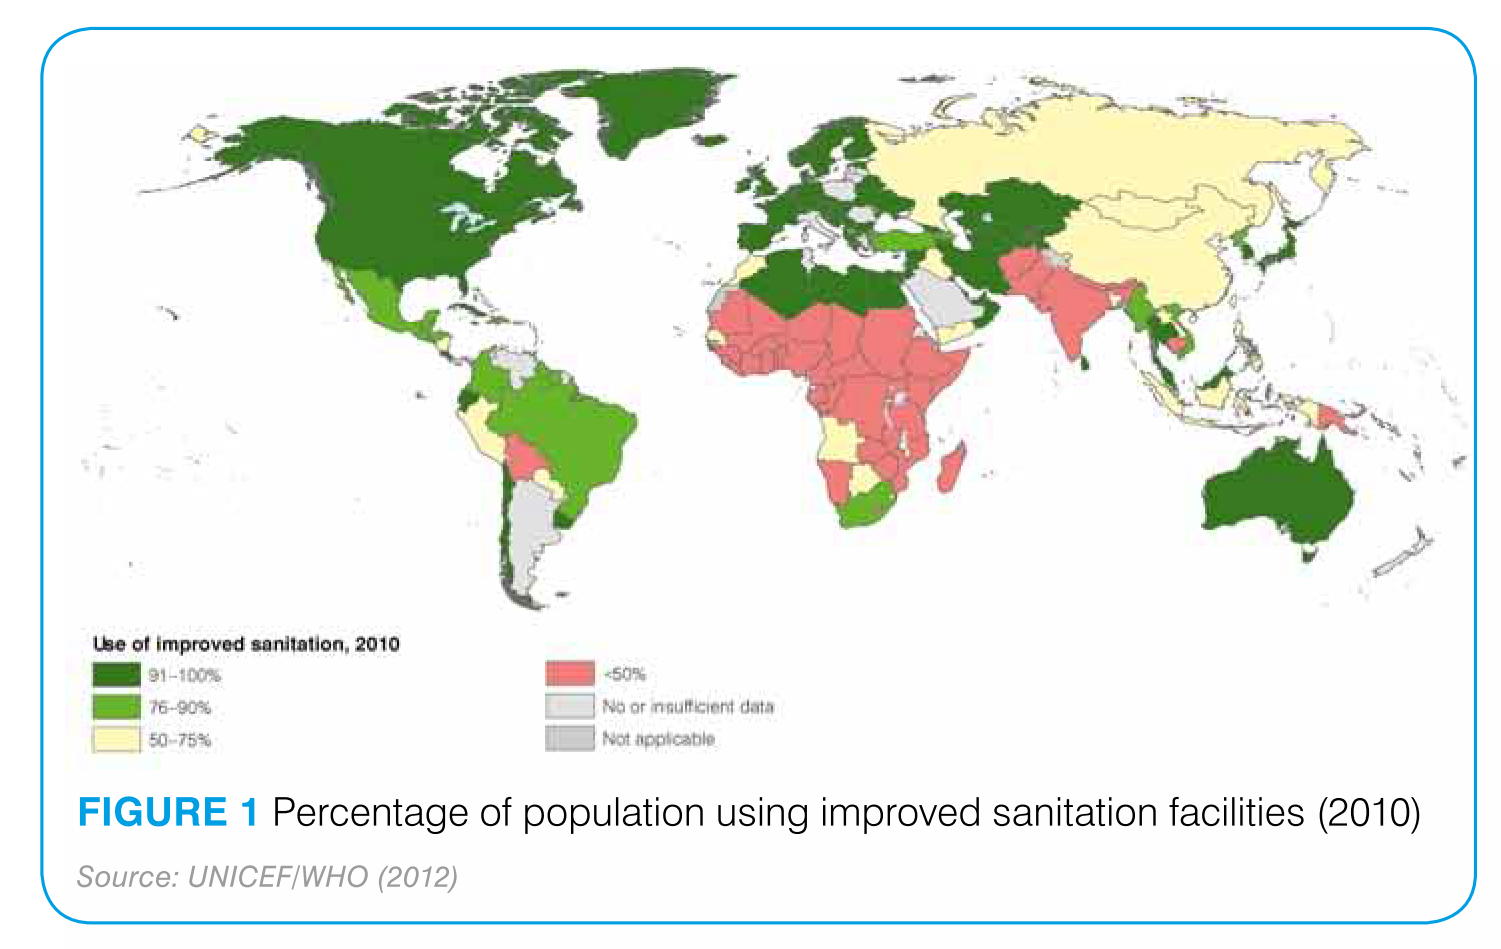 Use of improved sanitation, 2010
91–100%
76–90%
50–75%
<50%
No or insufficient data
Not applicable
FIGURE 1 Percentage of population using improved sanitation facilities (2010)
Source: UNICEF/WHO (2012)